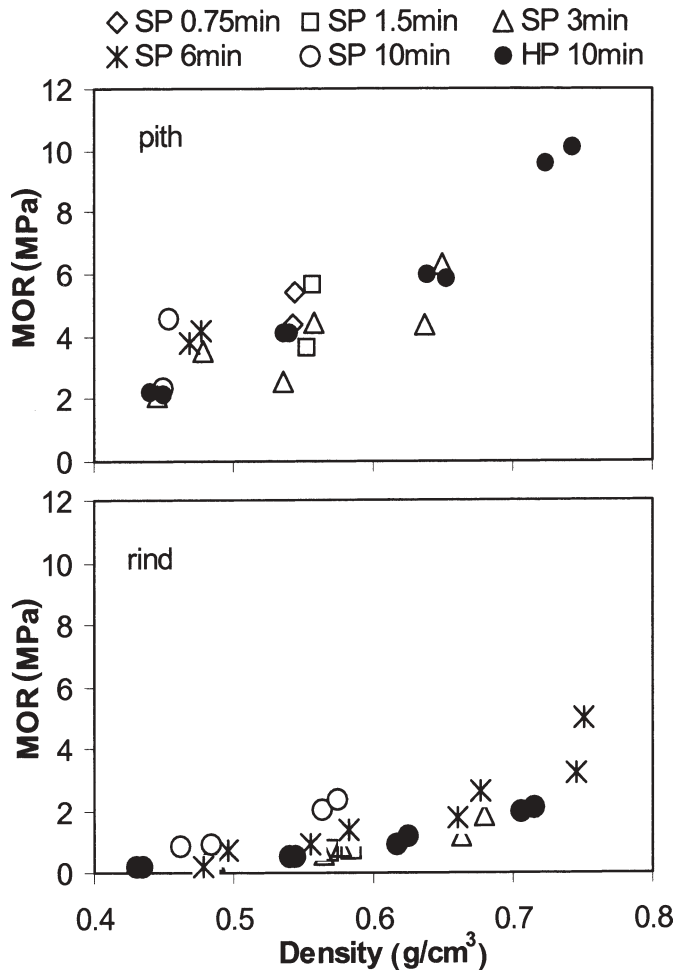 SP 0.75min SP 1.5min SP 3min
SP 6min SP 10min HP 10min
12
pith
10
8
6
4
2
0
MOR (MPa)
12
rind
10
8
6
4
2
0
MOR (MPa)
0.4 0.5 0.6 0.7 0.8
Density (g/cm³)